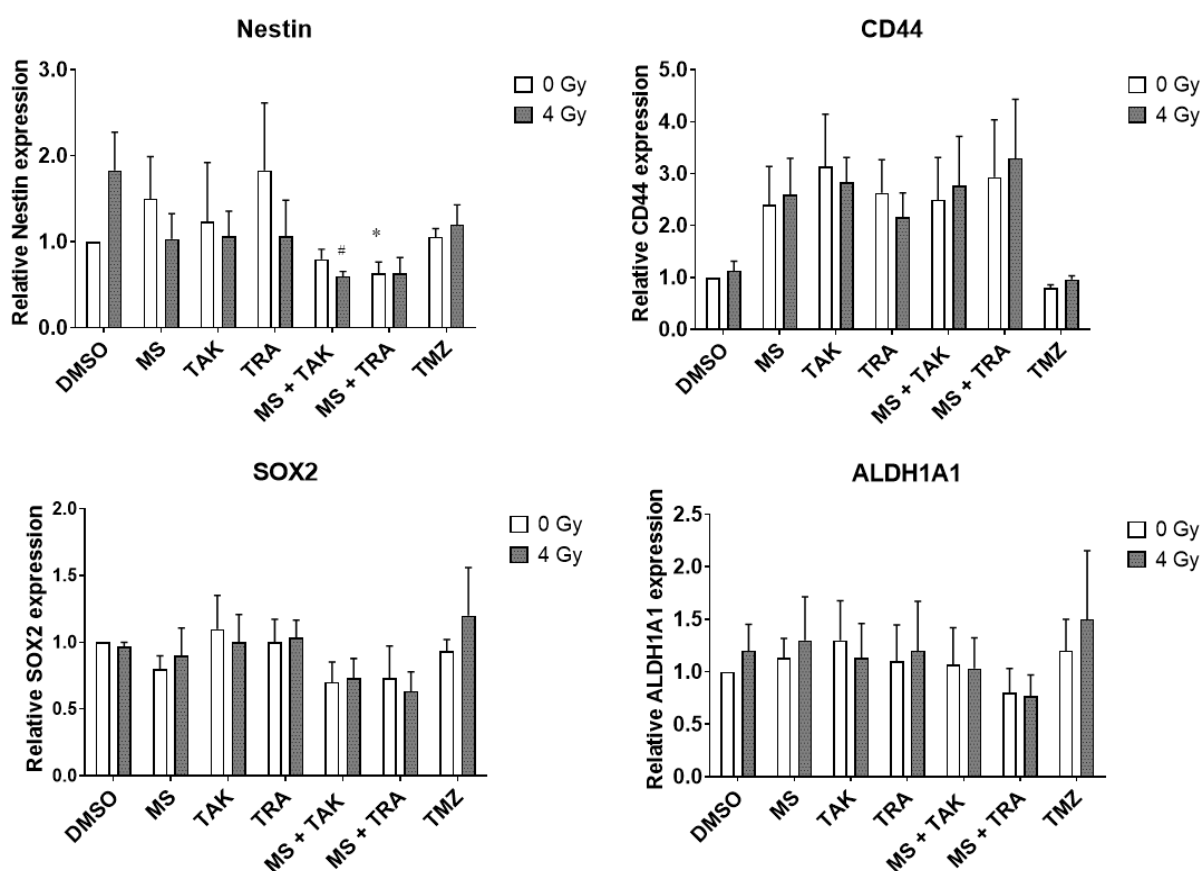 Nestin
Relative Nestin expression
3.0
2.0
1.0
0.0
0 Gy
4 Gy
#
*
DMSO
MS
TAK
TRA
MS + TAK
MS + TRA
TMZ
CD44
Relative CD44 expression
5.0
4.0
3.0
2.0
1.0
0.0
0 Gy
4 Gy
DMSO
MS
TAK
TRA
MS + TAK
MS + TRA
TMZ
SOX2
Relative SOX2 expression
2.0
1.5
1.0
0.5
0.0
0 Gy
4 Gy
DMSO
MS
TAK
TRA
MS + TAK
MS + TRA
TMZ
ALDH1A1
Relative ALDH1A1 expression
2.5
2.0
1.5
1.0
0.5
0.0
0 Gy
4 Gy
DMSO
MS
TAK
TRA
MS + TAK
MS + TRA
TMZ